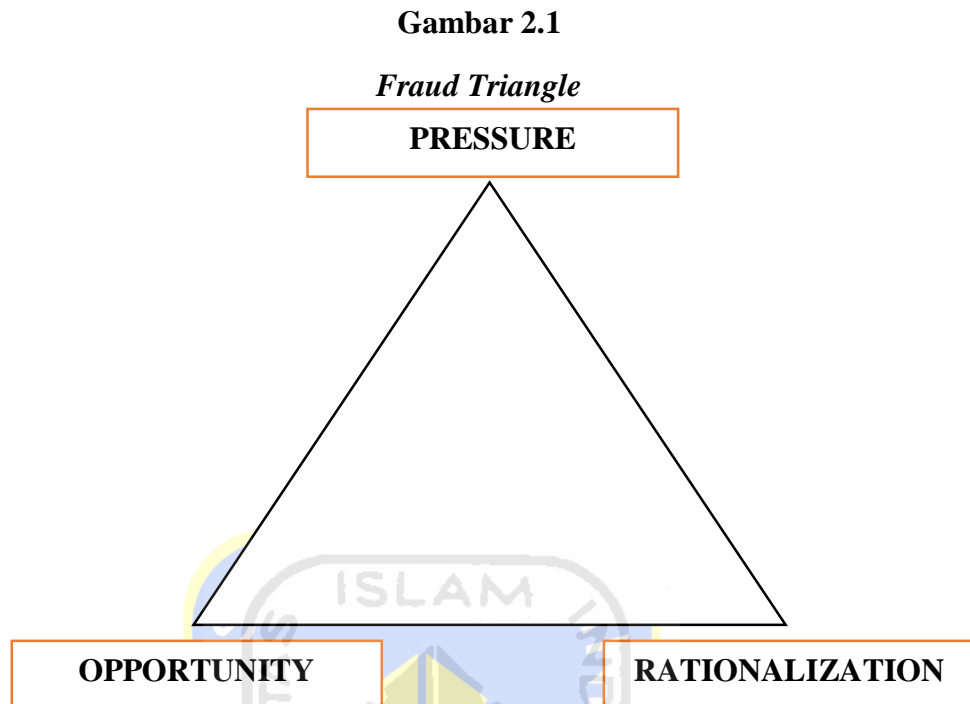 Gambar 2.1
Fraud Triangle
PRESSURE
ISLAM
OPPORTUNITY
RATIONALIZATION